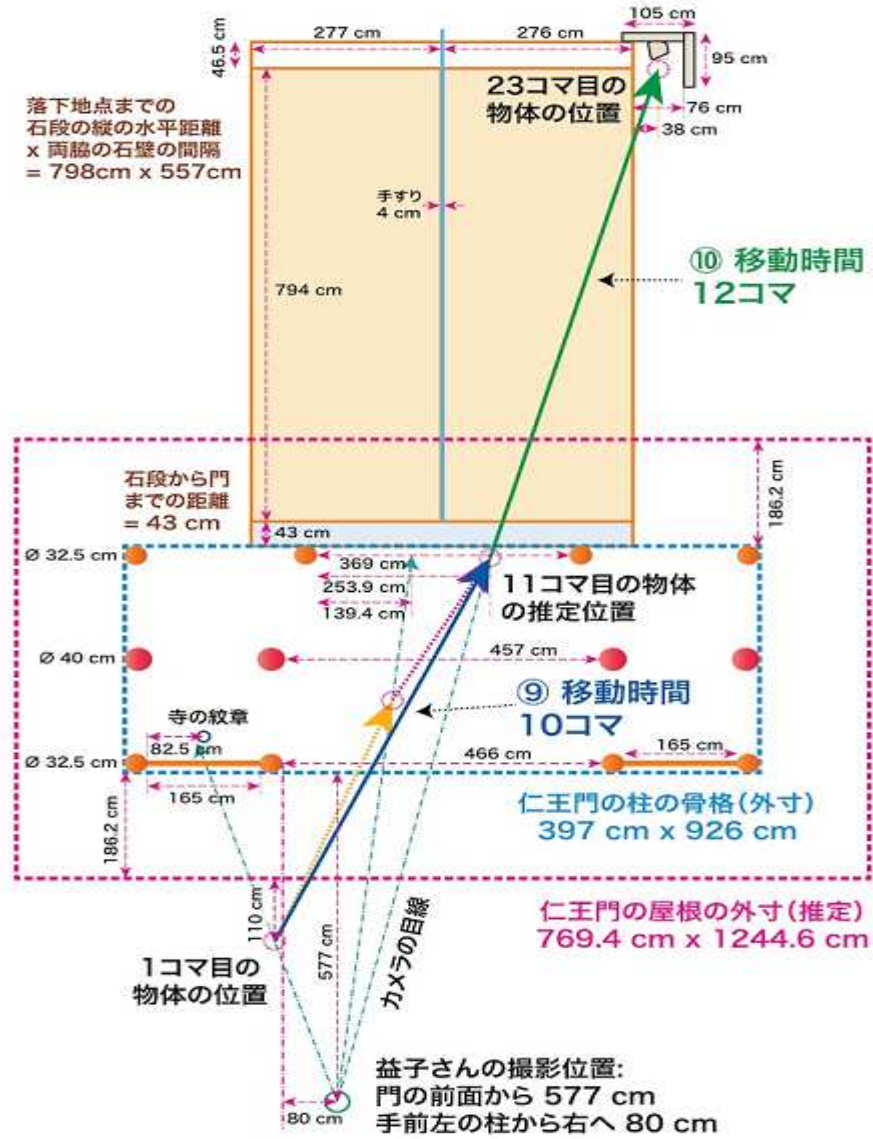 105 cm
277 cm
276 cm
46.5 cm
95 cm
23コマ目の
物体の位置
76 cm
38 cm
落下地点までの
石段の縦の水平距離
x 両脇の石壁の間隔
= 798cm x 557cm
手すり
4 cm
⑩ 移動時間
12コマ
794 cm
石段から門
までの距離
= 43 cm
186.2 cm
43 cm
Ø 32.5 cm
369 cm
253.9 cm
139.4 cm
11コマ目の物体
の推定位置
Ø 40 cm
457 cm
⑨ 移動時間
10コマ
寺の紋章
82.5 cm
Ø 32.5 cm
466 cm
165 cm
165 cm
186.2 cm
仁王門の柱の骨格(外寸)
397 cm x 926 cm
110 cm
577 cm
カメラの目線
仁王門の屋根の外寸(推定)
769.4 cm x 1244.6 cm
1コマ目の
物体の位置
益子さんの撮影位置:
門の前面から 577 cm
手前左の柱から右へ 80 cm
80 cm